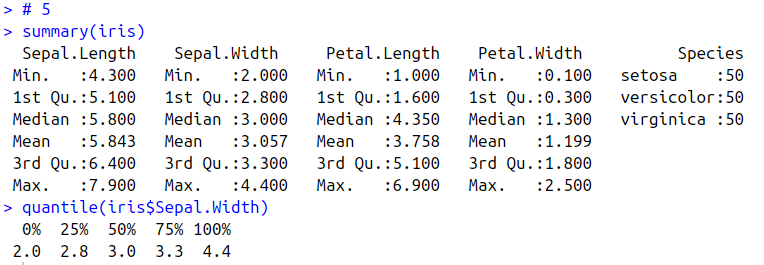 > # 5
> summary(iris)
  Sepal.Length    Sepal.Width     Petal.Length    Petal.Width          Species  
 Min.   :4.300   Min.   :2.000   Min.   :1.000   Min.   :0.100   setosa    :50  
 1st Qu.:5.100   1st Qu.:2.800   1st Qu.:1.600   1st Qu.:0.300   versicolor:50  
 Median :5.800   Median :3.000   Median :4.350   Median :1.300   virginica :50  
 Mean   :5.843   Mean   :3.057   Mean   :3.758   Mean   :1.199                  
 3rd Qu.:6.400   3rd Qu.:3.300   3rd Qu.:5.100   3rd Qu.:1.800                  
 Max.   :7.900   Max.   :4.400   Max.   :6.900   Max.   :2.500                  
> quantile(iris$Sepal.Width)
  0%  25%  50%  75% 100% 
 2.0  2.8  3.0  3.3  4.4